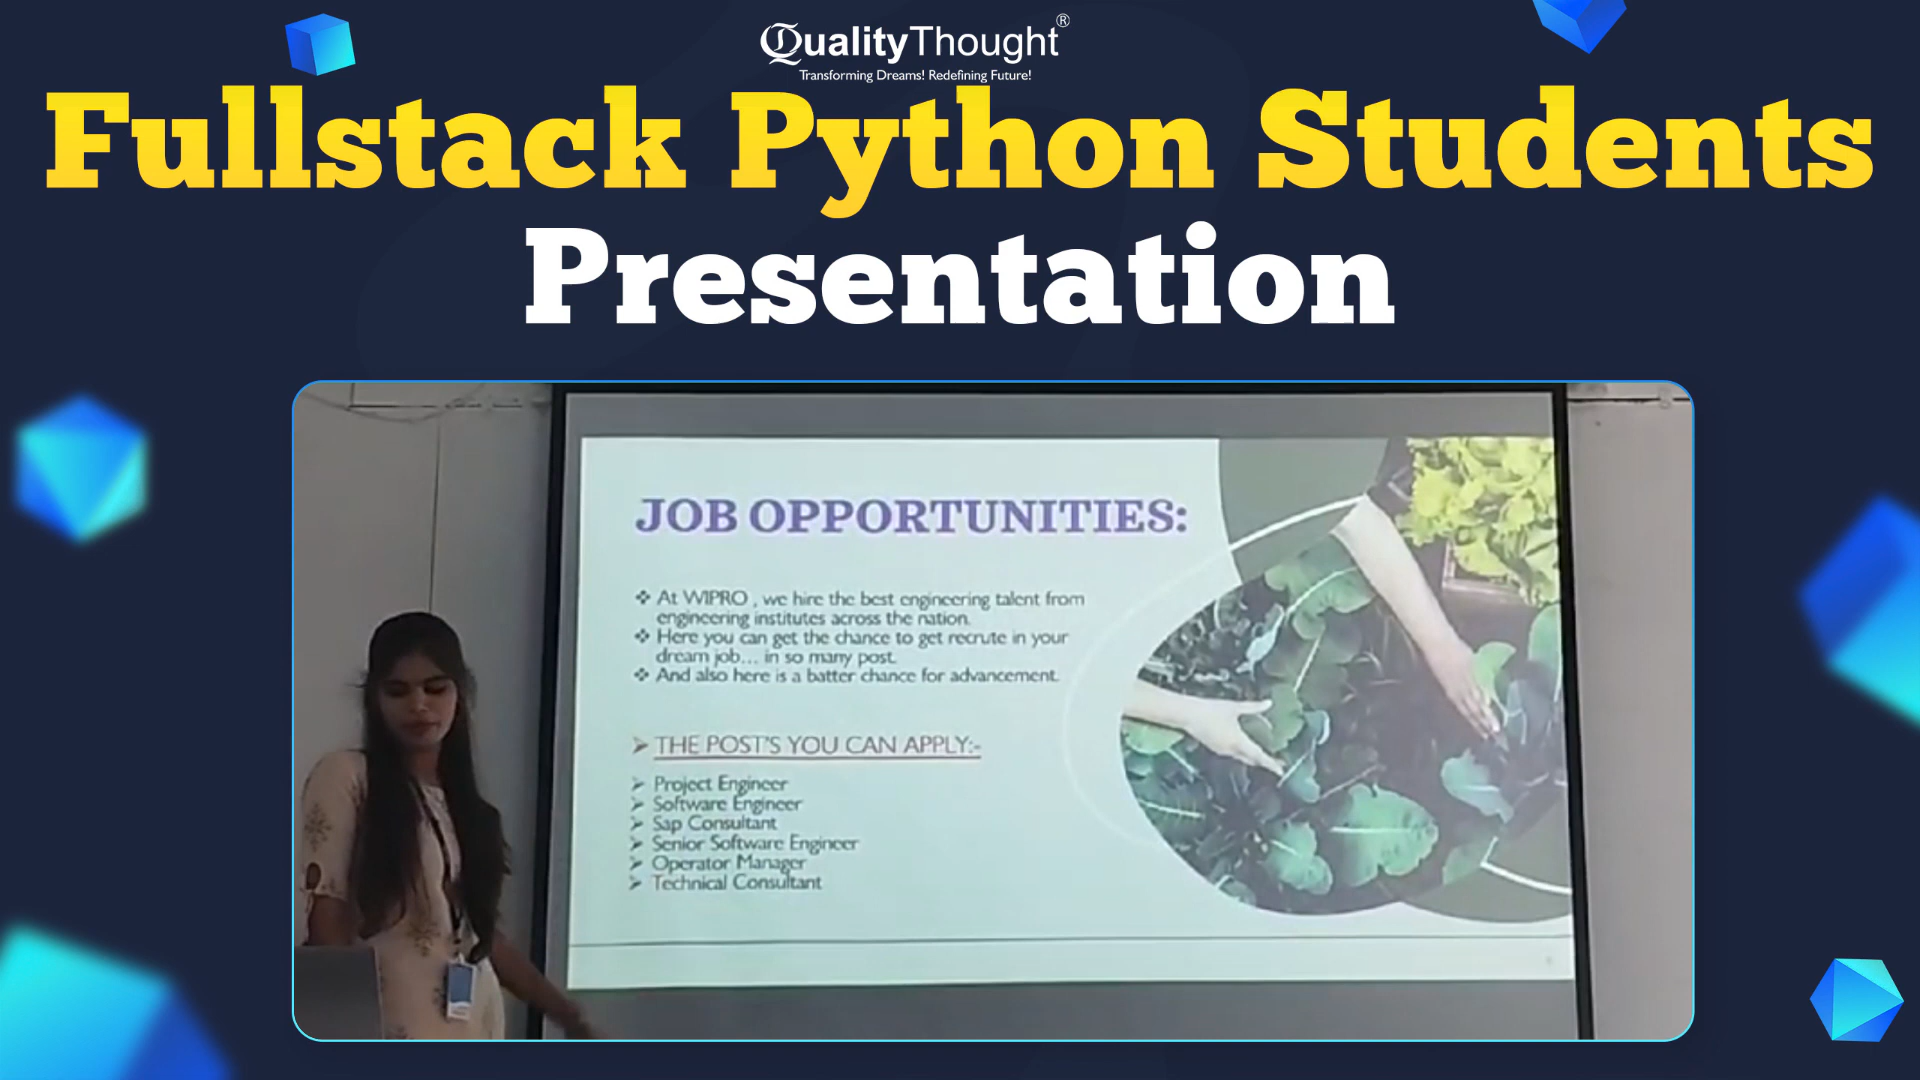 QualityThought®
Transforming Dreams! Redefining Future!
Fullstack Python Students
Presentation
JOB OPPORTUNITIES:
❖ At WIPRO , we hire the best engineering talent from
engineering institutes across the nation.
❖ Here you can get the chance to get recrute in your
dream job... in so many post.
❖ And also here is a batter chance for advancement.
➢ THE POST'S YOU CAN APPLY:-
➢ Project Engineer
➢ Software Engineer
➢ Sap Consultant
➢ Senior Software Engineer
➢ Operator Manager
➢ Technical Consultant